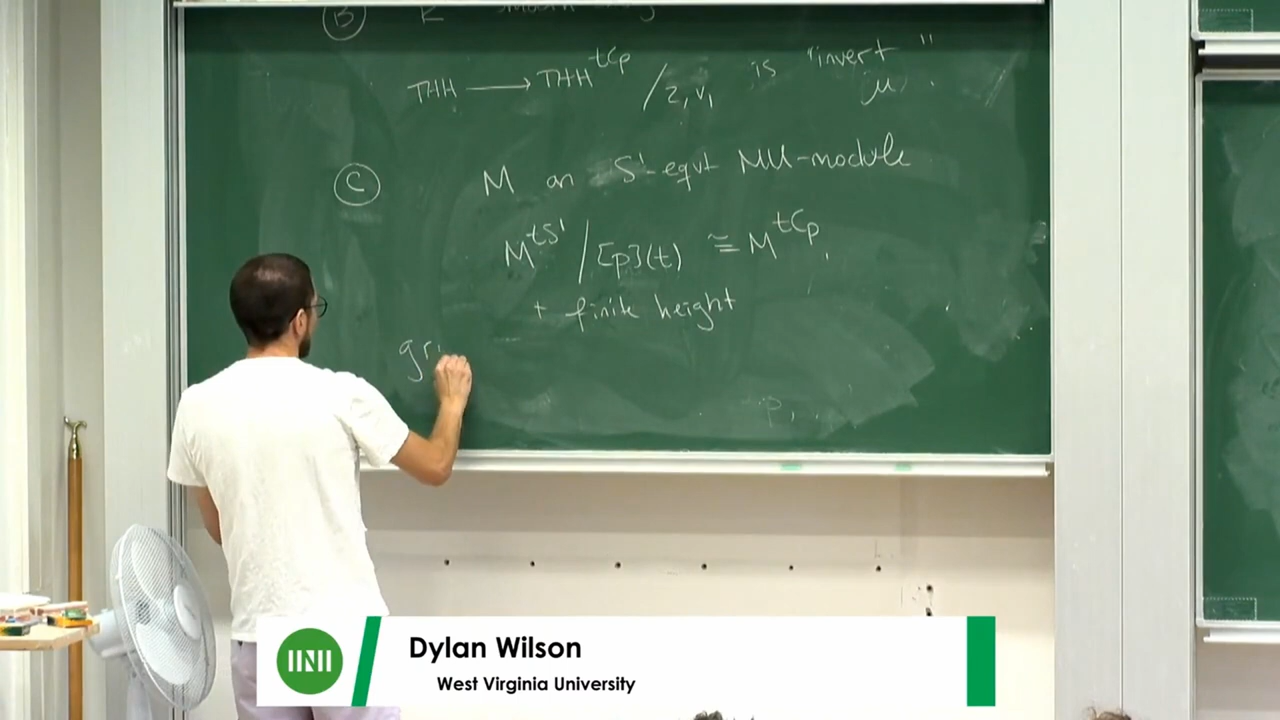 Ⓑ
THH ⟶ THH^{tCp} / 2, v₁ is "invert μ".
Ⓒ M an S¹-eqvt MU-module
M^{tS¹} / [p](t) ≅ M^{tCp}.
+ finite height
gr
p,
Dylan Wilson
West Virginia University